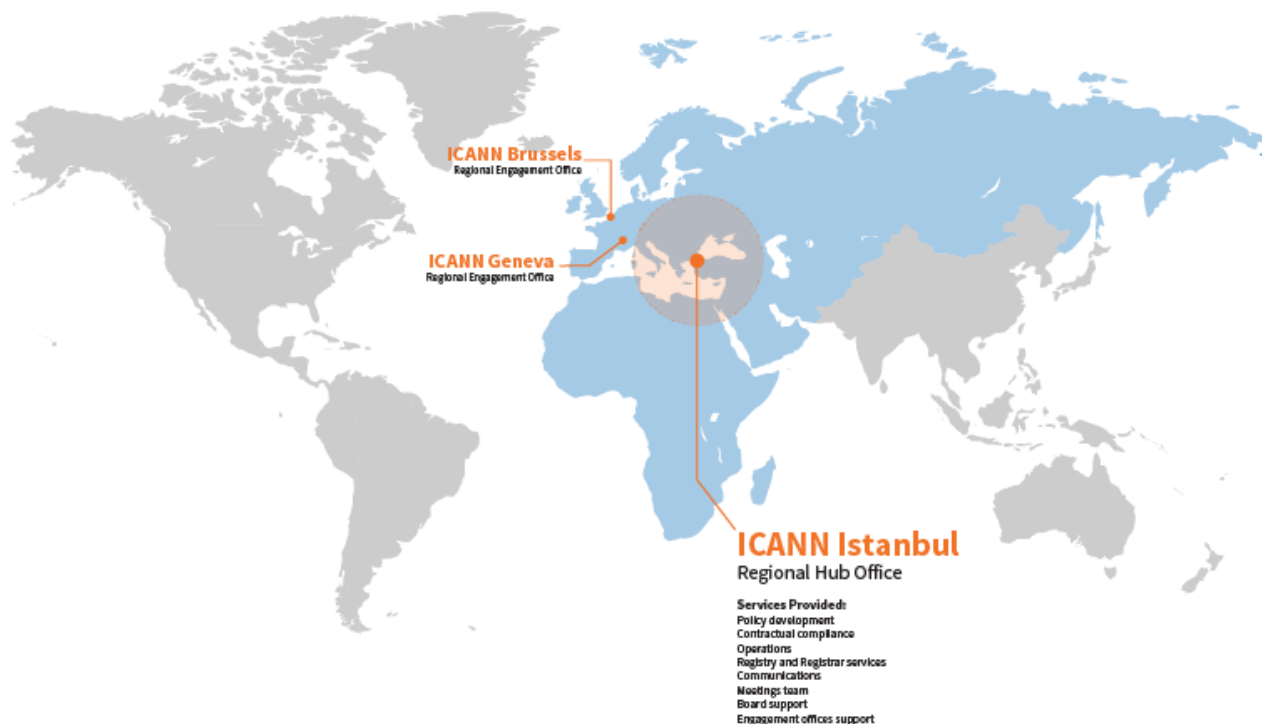 ICANN Brussels
Regional Engagement Office
ICANN Geneva
Regional Engagement Office
ICANN Istanbul
Regional Hub Office
Services Provided:
Policy development
Contractual compliance
Operations
Registry and Registrar services
Communications
Meetings team
Board support
Engagement offices support